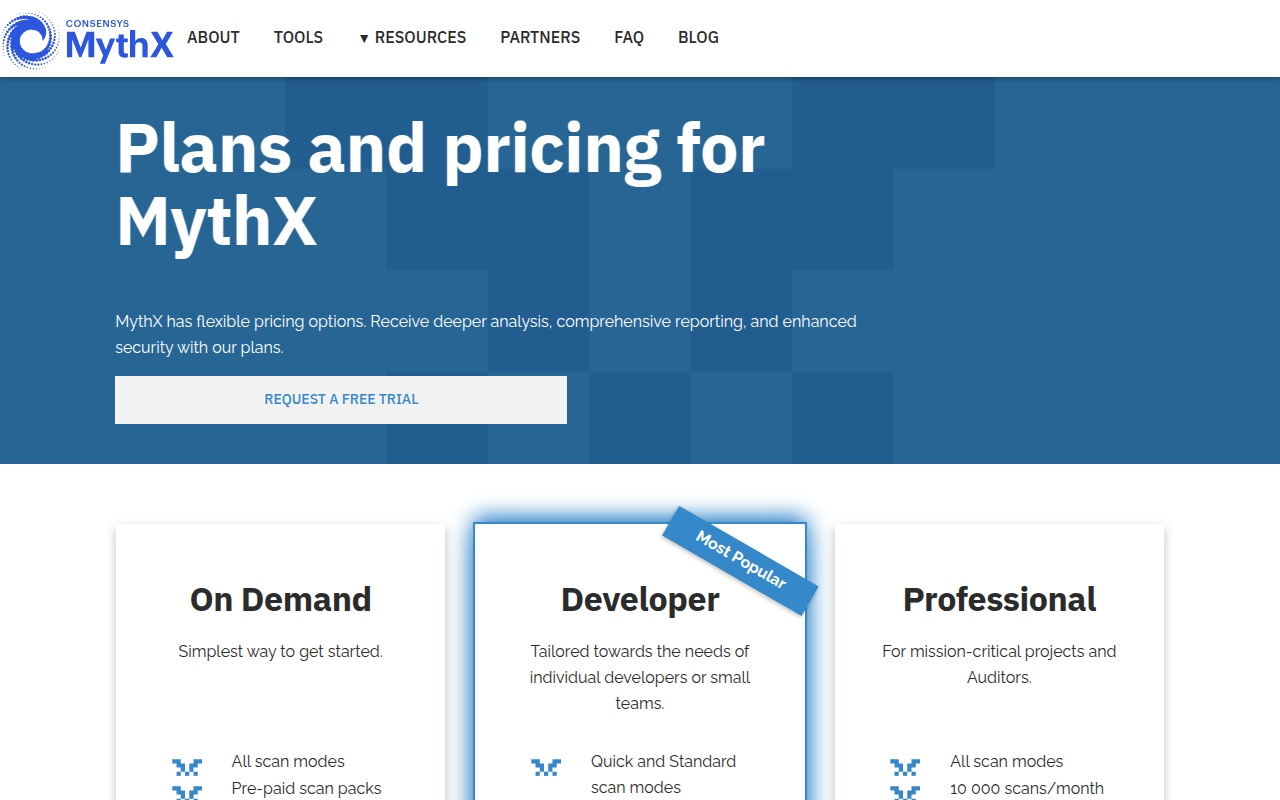 CONSENSYS
MythX
ABOUT
TOOLS
▼ RESOURCES
PARTNERS
FAQ
BLOG
Plans and pricing for
MythX
MythX has flexible pricing options. Receive deeper analysis, comprehensive reporting, and enhanced
security with our plans.
REQUEST A FREE TRIAL
On Demand
Simplest way to get started.
All scan modes
Pre-paid scan packs
Most Popular
Developer
Tailored towards the needs of
individual developers or small
teams.
Quick and Standard
scan modes
Professional
For mission-critical projects and
Auditors.
All scan modes
10 000 scans/month